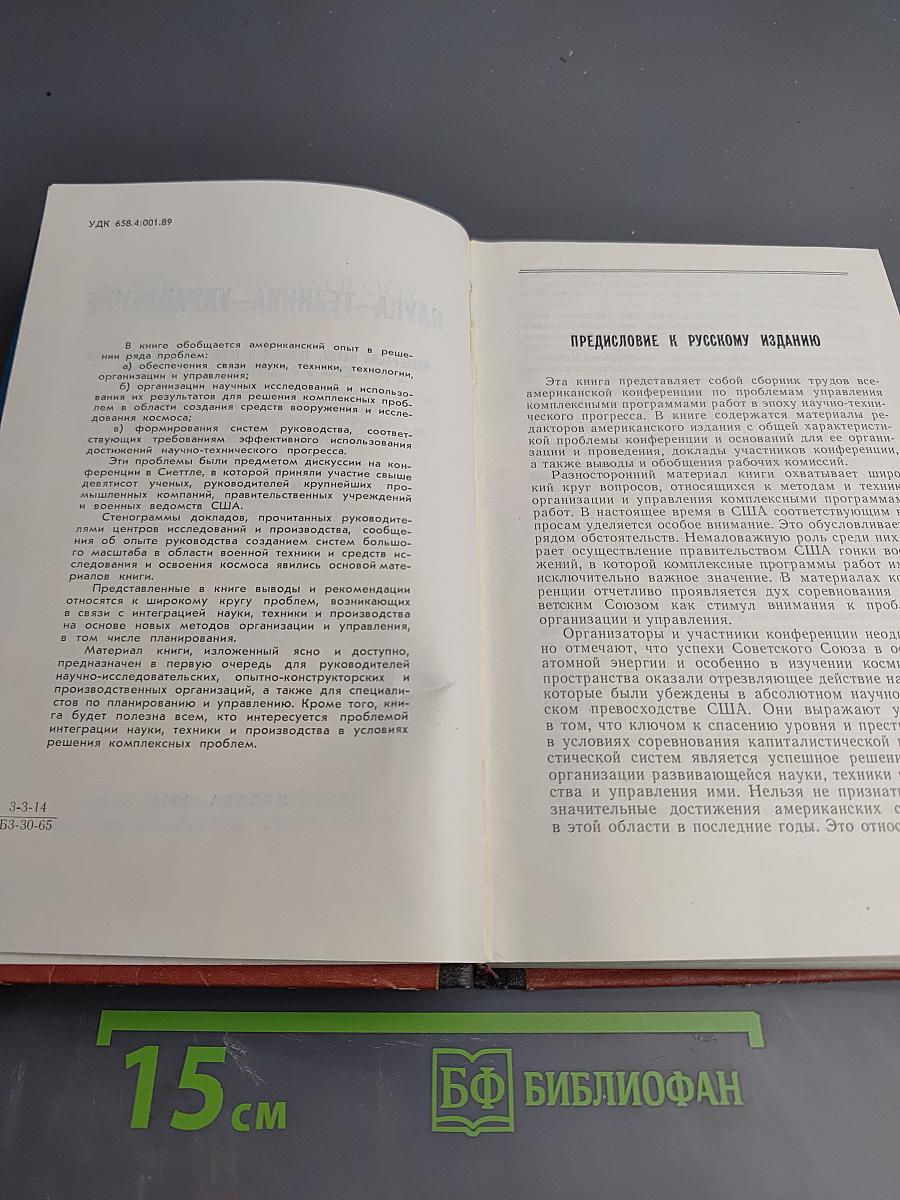 УДК 658.4:001.89
НАУКА—ТЕХНИКА—УПРАВЛЕНИЕ
В книге обобщается американский опыт в реше-
нии ряда проблем:
а) обеспечения связи науки, техники, технологии,
организации и управления;
б) организации научных исследований и использо-
вания их результатов для решения комплексных проб-
лем в области создания средств вооружения и иссле-
дования космоса;
в) формирования систем руководства, соответ-
ствующих требованиям эффективного использования
достижений научно-технического прогресса.
Эти проблемы были предметом дискуссии на кон-
ференции в Сиеттле, в которой приняли участие свыше
девятисот ученых, руководителей крупнейших про-
мышленных компаний, правительственных учреждений
и военных ведомств США.
Стенограммы докладов, прочитанных руководите-
лями центров исследований и производства, сообще-
ния об опыте руководства созданием систем большо-
го масштаба в области военной техники и средств ис-
следования и освоения космоса явились основой мате-
риалов книги.
Представленные в книге выводы и рекомендации
относятся к широкому кругу проблем, возникающих
в связи с интеграцией науки, техники и производства
на основе новых методов организации и управления,
в том числе планирования.
Материал книги, изложенный ясно и доступно,
предназначен в первую очередь для руководителей
научно-исследовательских, опытно-конструкторских и
производственных организаций, а также для специали-
стов по планированию и управлению. Кроме того, кни-
га будет полезна всем, кто интересуется проблемой
интеграции науки, техники и производства в условиях
решения комплексных проблем.
3-3-14
БЗ-30-65
ПРЕДИСЛОВИЕ К РУССКОМУ ИЗДАНИЮ
Эта книга представляет собой сборник трудов все-
американской конференции по проблемам управления
комплексными программами работ в эпоху научно-техни-
ческого прогресса. В книге содержатся материалы ре-
дакторов американского издания с общей характеристи-
кой проблемы конференции и оснований для ее органи-
зации и проведения, доклады участников конференции,
а также выводы и обобщения рабочих комиссий.
Разносторонний материал книги охватывает широ
кий круг вопросов, относящихся к методам и техник
организации и управления комплексными программам
работ. В настоящее время в США соответствующим в
просам уделяется особое внимание. Это обусловливает
рядом обстоятельств. Немаловажную роль среди них
рает осуществление правительством США гонки во
жений, в которой комплексные программы работ им
исключительно важное значение. В материалах ко
ренции отчетливо проявляется дух соревнования
ветским Союзом как стимул внимания к проб
организации и управления.
Организаторы и участники конференции неод
но отмечают, что успехи Советского Союза в о
атомной энергии и особенно в изучении косми
пространства оказали отрезвляющее действие на
которые были убеждены в абсолютном научно
ском превосходстве США. Они выражают у
в том, что ключом к спасению уровня и прест
в условиях соревнования капиталистической
стической систем является успешное решени
организации развивающейся науки, техники
ства и управления ими. Нельзя не признат
значительные достижения американских с
в этой области в последние годы. Это относ
15 см
БФ БИБЛИОФАН